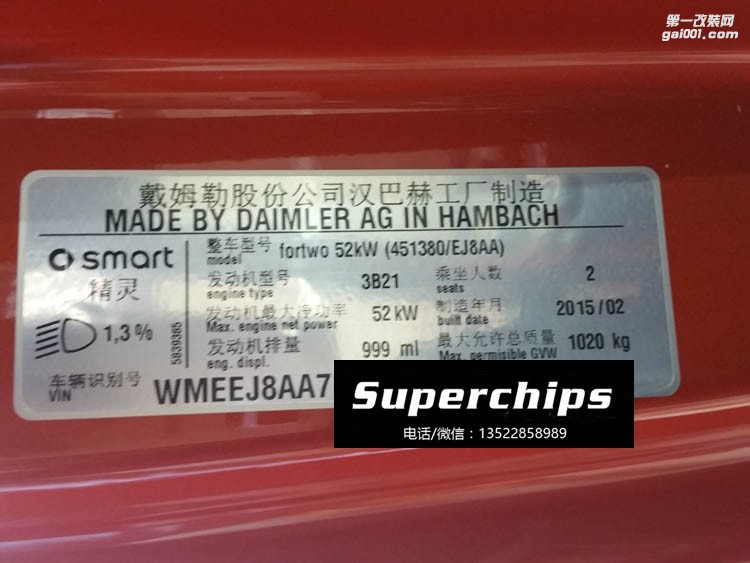 第一改装网
gai001.com
戴姆勒股份公司汉巴赫工厂制造
MADE BY DAIMLER AG IN HAMBACH
smart
精灵
整车型号 fortwo 52kW (451380/EJ8AA)
model
发动机型号 3B21 乘坐人数 2
engine type seats
发动机最大净功率 52 kW 制造年月 2015/02
Max. engine net power built date
1,3% 5839385
发动机排量 999 ml 最大允许总质量 1020 kg
eng. displ. Max. permisible GVW
车辆识别号 WMEEJ8AA7
VIN
Superchips
电话/微信：13522858989